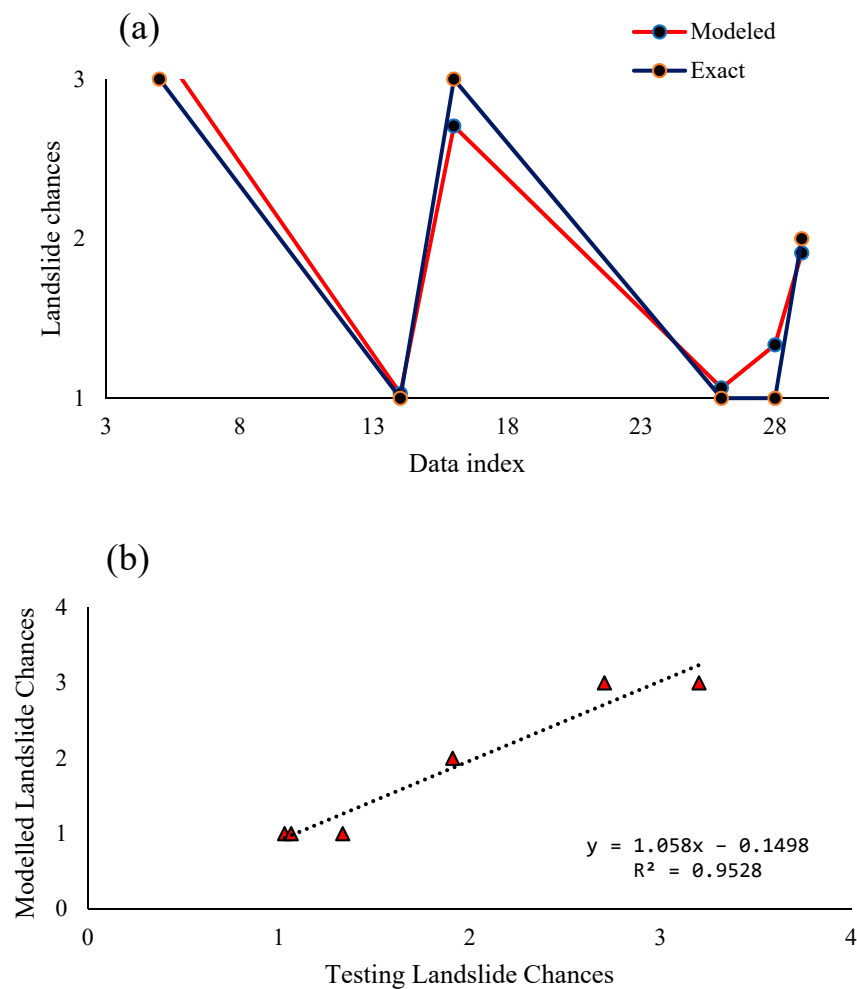 (a)
Modeled
Exact
3
2
1
Landslide chances
3 8 13 18 23 28
Data index
(b)
4
3
2
1
0
Modelled Landslide Chances
y = 1.058x − 0.1498
R² = 0.9528
0 1 2 3 4
Testing Landslide Chances